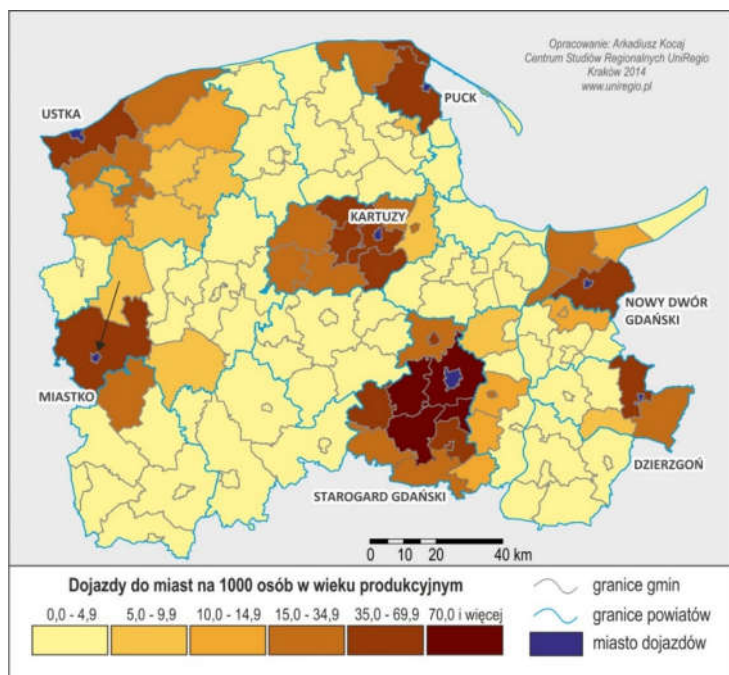 Opracowanie: Arkadiusz Kocaj
Centrum Studiów Regionalnych UniRegio
Kraków 2014
www.uniregio.pl
PUCK
USTKA
KARTUZY
NOWY DWÓR
GDAŃSKI
MIASTKO
DZIERZGOŃ
STAROGARD GDAŃSKI
0 10 20 40 km
Dojazdy do miast na 1000 osób w wieku produkcyjnym
0,0 - 4,9 5,0 - 9,9 10,0 - 14,9 15,0 - 34,9 35,0 - 69,9 70,0 i więcej
granice gmin
granice powiatów
miasto dojazdów